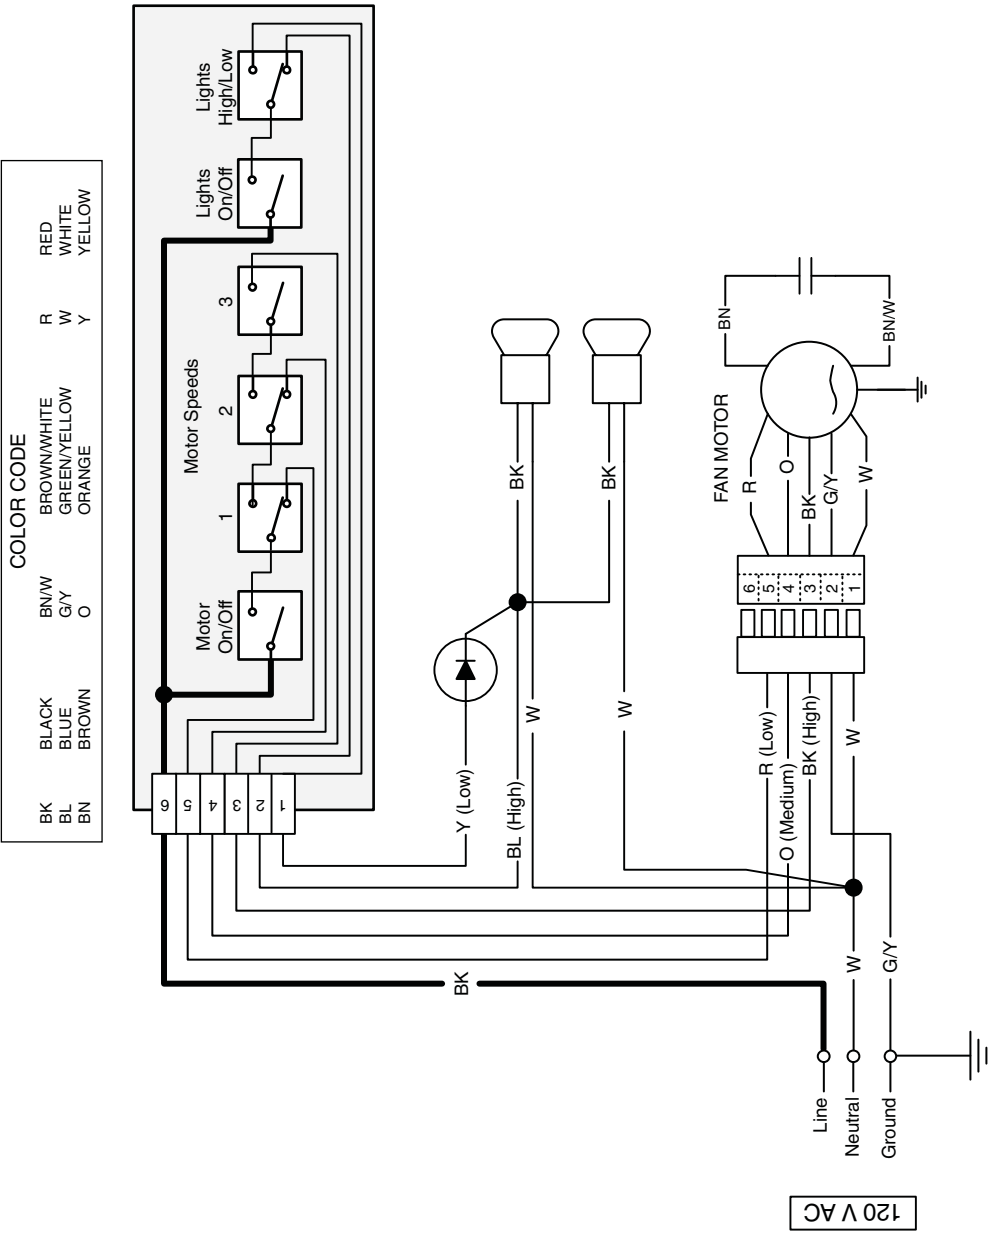 COLOR CODE
BK BLACK BN/W BROWN/WHITE R RED
BL BLUE G/Y GREEN/YELLOW W WHITE
BN BROWN O ORANGE Y YELLOW
Motor
On/Off
Motor Speeds
1
2
3
Lights
On/Off
Lights
High/Low
6
5
4
3
2
1
Y (Low)
BL (High)
BK
W
BK
W
BK
FAN MOTOR
R
O
BK
G/Y
W
BN
BN/W
6
5
4
3
2
1
R (Low)
O (Medium)
BK (High)
W
W
G/Y
Line
Neutral
Ground
120 V AC